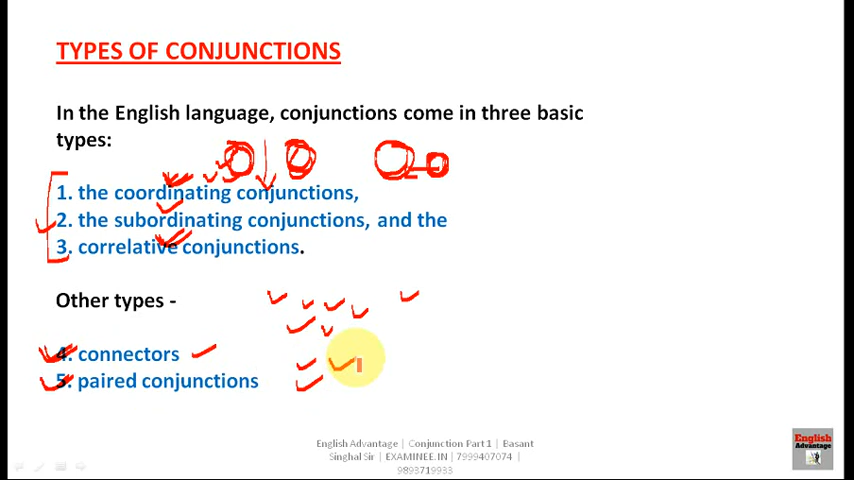 TYPES OF CONJUNCTIONS
In the English language, conjunctions come in three basic
types:
1. the coordinating conjunctions,
2. the subordinating conjunctions, and the
3. correlative conjunctions.
Other types -
4. connectors
5. paired conjunctions
English Advantage | Conjunction Part 1 | Basant
Singhal Sir | EXAMINEE.IN | 7999407074 |
9893719933
English
Advantage